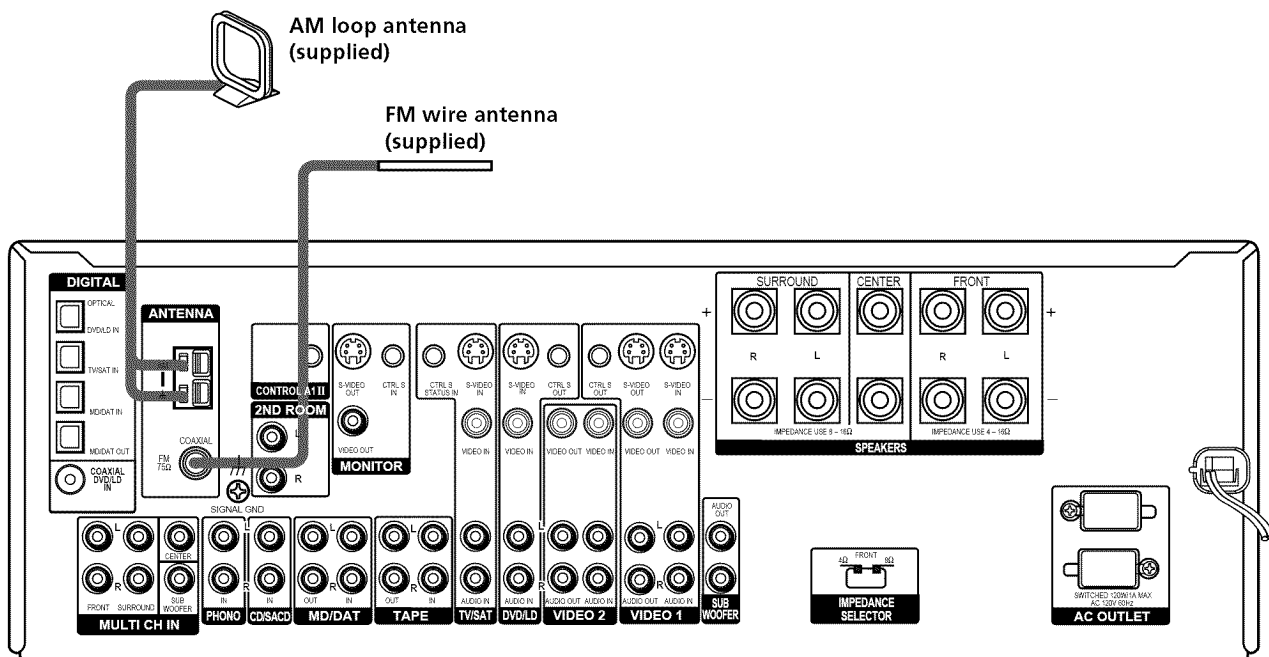 AM loop antenna
(supplied)
FM wire antenna
(supplied)
DIGITAL
OPTICAL
DVD/LD IN
TV/SAT IN
MD/DAT IN
MD/DAT OUT
COAXIAL
DVD/LD
IN
ANTENNA
AM
COAXIAL
FM
75Ω
SIGNAL GND
CONTROL A1 II
2ND ROOM
L
R
S-VIDEO
OUT
CTRL S
IN
VIDEO OUT
MONITOR
CTRL S
STATUS IN
S-VIDEO
IN
S-VIDEO
IN
CTRL S
OUT
CTRL S
OUT
S-VIDEO
OUT
S-VIDEO
IN
VIDEO IN
VIDEO IN
VIDEO OUT
VIDEO IN
VIDEO OUT
VIDEO IN
SURROUND
CENTER
FRONT
+
+
R
L
R
L
–
–
IMPEDANCE USE 8 – 16Ω
IMPEDANCE USE 4 – 16Ω
SPEAKERS
L
CENTER
R
FRONT
SURROUND
SUB
WOOFER
MULTI CH IN
L
R
IN
PHONO
IN
CD/SACD
L
R
OUT
IN
MD/DAT
L
R
OUT
IN
TAPE
AUDIO IN
TV/SAT
AUDIO IN
DVD/LD
L
R
AUDIO OUT
AUDIO IN
VIDEO 2
L
R
AUDIO OUT
AUDIO IN
VIDEO 1
AUDIO
OUT
SUB
WOOFER
FRONT
4Ω
8Ω
IMPEDANCE
SELECTOR
SWITCHED 120W/1A MAX
AC 120V 60Hz
AC OUTLET